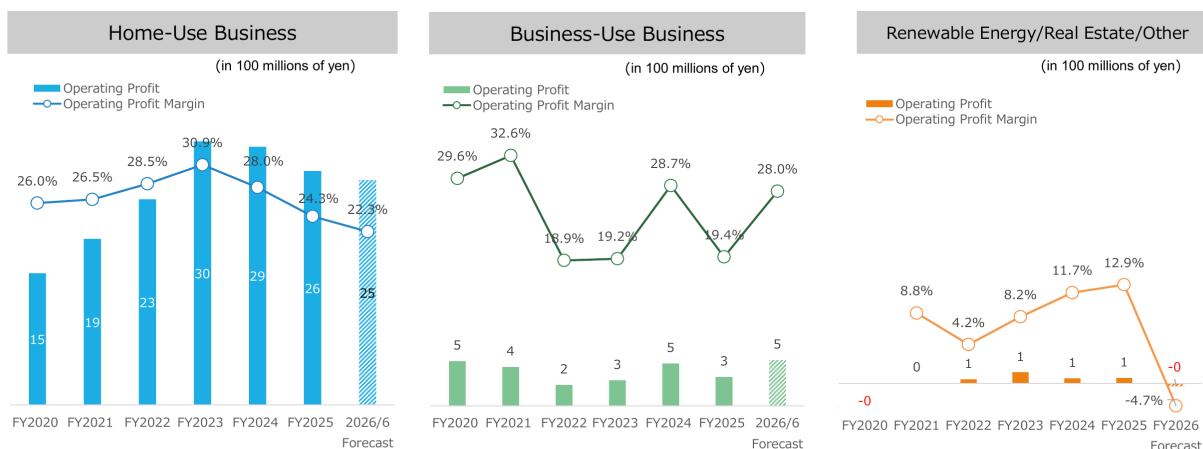 Home-Use Business
(in 100 millions of yen)
Operating Profit
Operating Profit Margin
26.0%
26.5%
28.5%
30.9%
28.0%
24.3%
22.3%
15
19
23
30
29
26
25
FY2020
FY2021
FY2022
FY2023
FY2024
FY2025
2026/6
Forecast
Business-Use Business
(in 100 millions of yen)
Operating Profit
Operating Profit Margin
29.6%
32.6%
18.9%
19.2%
28.7%
19.4%
28.0%
5
4
2
3
5
3
5
FY2020
FY2021
FY2022
FY2023
FY2024
FY2025
2026/6
Forecast
Renewable Energy/Real Estate/Other
(in 100 millions of yen)
Operating Profit
Operating Profit Margin
8.8%
4.2%
8.2%
11.7%
12.9%
-4.7%
-0
0
1
1
1
1
-0
FY2020
FY2021
FY2022
FY2023
FY2024
FY2025
FY2026
Forecast